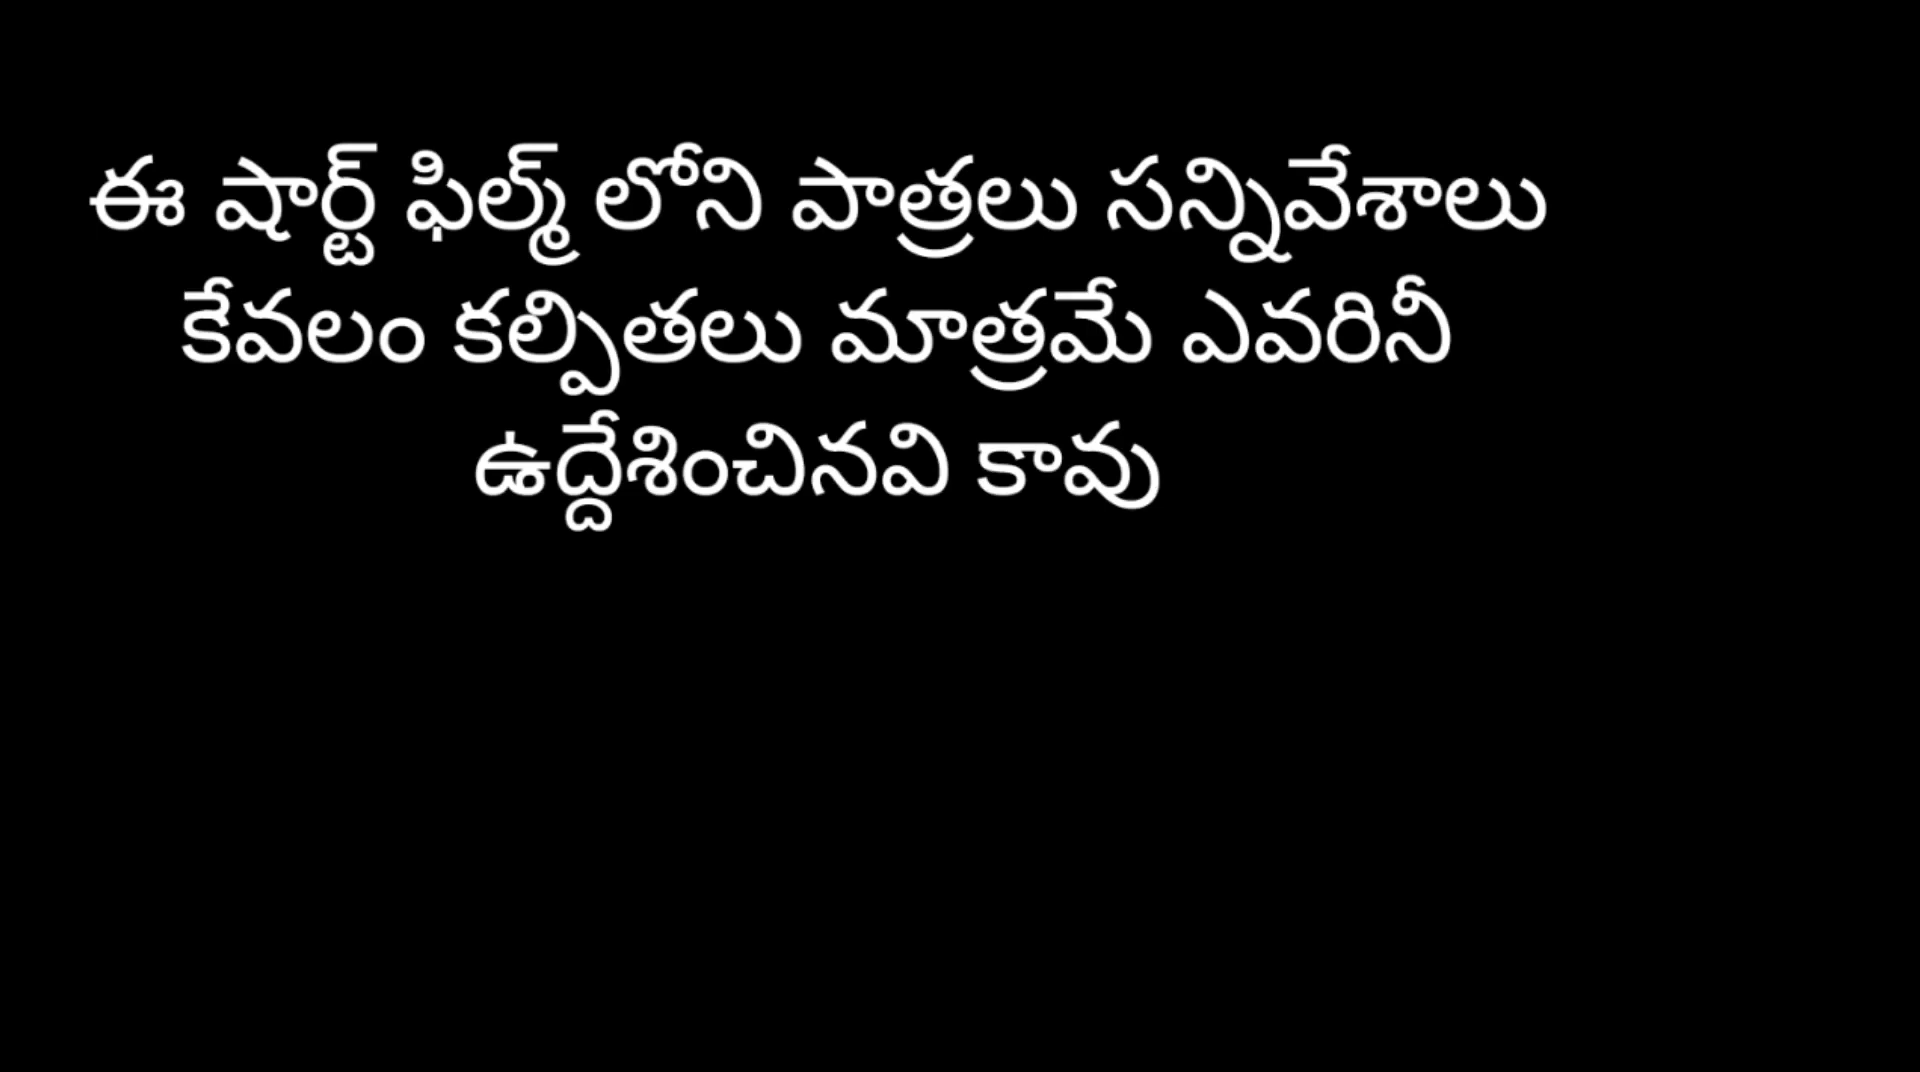 ఈ షార్ట్ ఫిల్మ్ లోని పాత్రలు సన్నివేశాలు
కేవలం కల్పితలు మాత్రమే ఎవరినీ
ఉద్దేశించినవి కావు